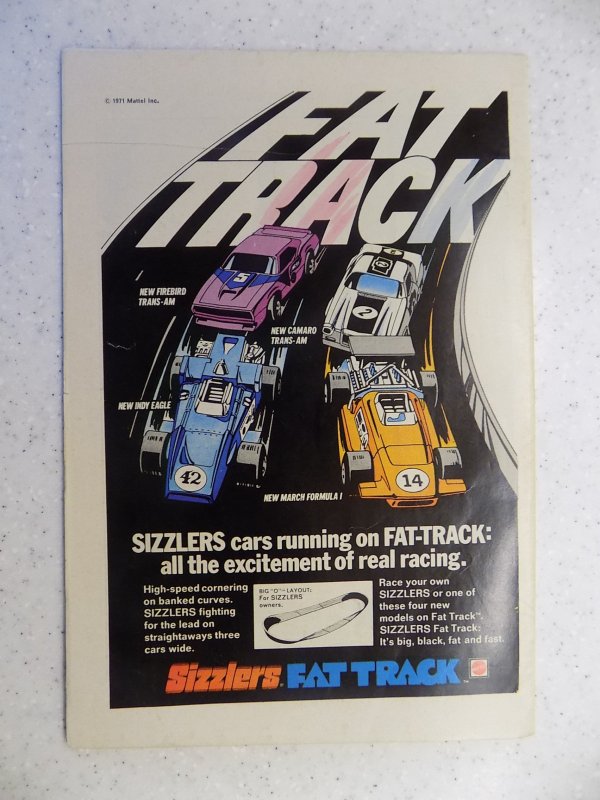 © 1971 Mattel Inc.
FAT
TRACK
5
2
2
NEW FIREBIRD
TRANS-AM
NEW CAMARO
TRANS-AM
NEW INDY EAGLE
42
14
NEW MARCH FORMULA I
SIZZLERS cars running on FAT-TRACK:
all the excitement of real racing.
High-speed cornering
on banked curves.
SIZZLERS fighting
for the lead on
straightaways three
cars wide.
BIG "O"–LAYOUT:
For SIZZLERS
owners.
Race your own
SIZZLERS or one of
these four new
models on Fat Track™.
SIZZLERS Fat Track:
It's big, black, fat and fast.
Sizzlers® FAT TRACK™